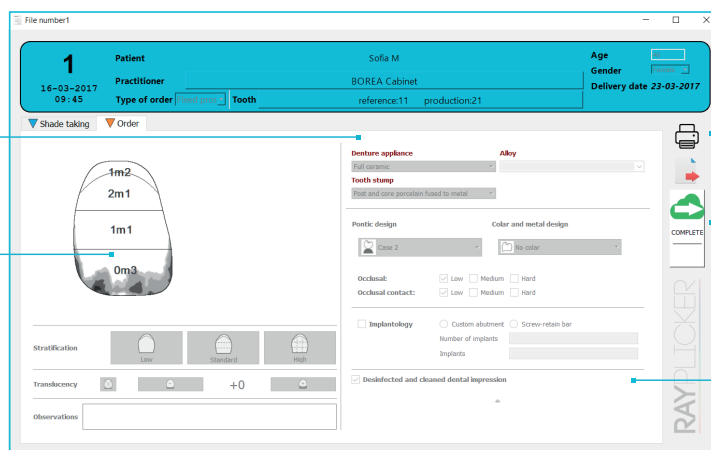 File number1
1
16-03-2017
09:45
Patient
Sofia M
Practitioner
BOREA Cabinet
Type of order
Tooth
reference:11 production:21
Age
Gender
Delivery date 23-03-2017
Shade taking
Order
1m2
2m1
1m1
0m3
Stratification
Low
Standard
High
Translucency
+0
Observations
Denture appliance
Alloy
Full ceramic
Tooth stump
Post and core porcelain fused to metal
Pontic design
Colar and metal design
Case 2
No colar
Occlusal:
Low
Medium
Hard
Occlusal contact:
Low
Medium
Hard
Implantology
Custom abutment
Screw-retain bar
Number of implants
Implants
Desinfected and cleaned dental impression
COMPLETE
RAYPLICKER